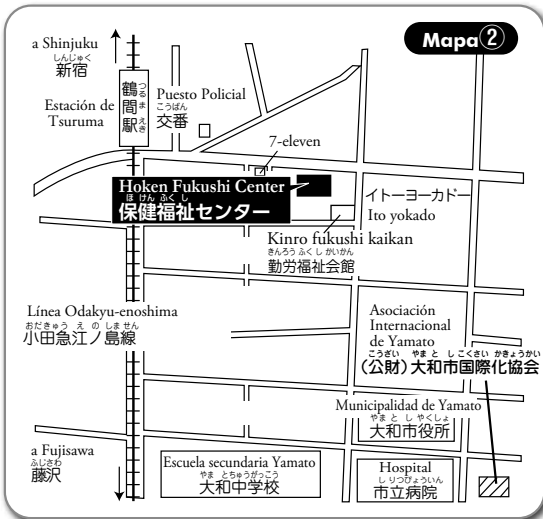 Mapa②
a Shinjuku
しんじゅく
新宿
Estación de
Tsuruma
つるま えき
鶴間駅
Puesto Policial
こうばん
交番
7-eleven
Hoken Fukushi Center
ほけんふくし
保健福祉センター
イトーヨーカドー
Ito yokado
Kinro fukushi kaikan
きんろうふくしかいかん
勤労福祉会館
Línea Odakyu-enoshima
おだきゅう え の しません
小田急江ノ島線
Asociación
Internacional
de Yamato
こうざい やまとしこくさいかきょうかい
(公財)大和市国際化協会
Municipalidad de Yamato
やまとしやくしょ
大和市役所
a Fujisawa
ふじさわ
藤沢
Escuela secundaria Yamato
やまとちゅうがっこう
大和中学校
Hospital
しりつびょういん
市立病院